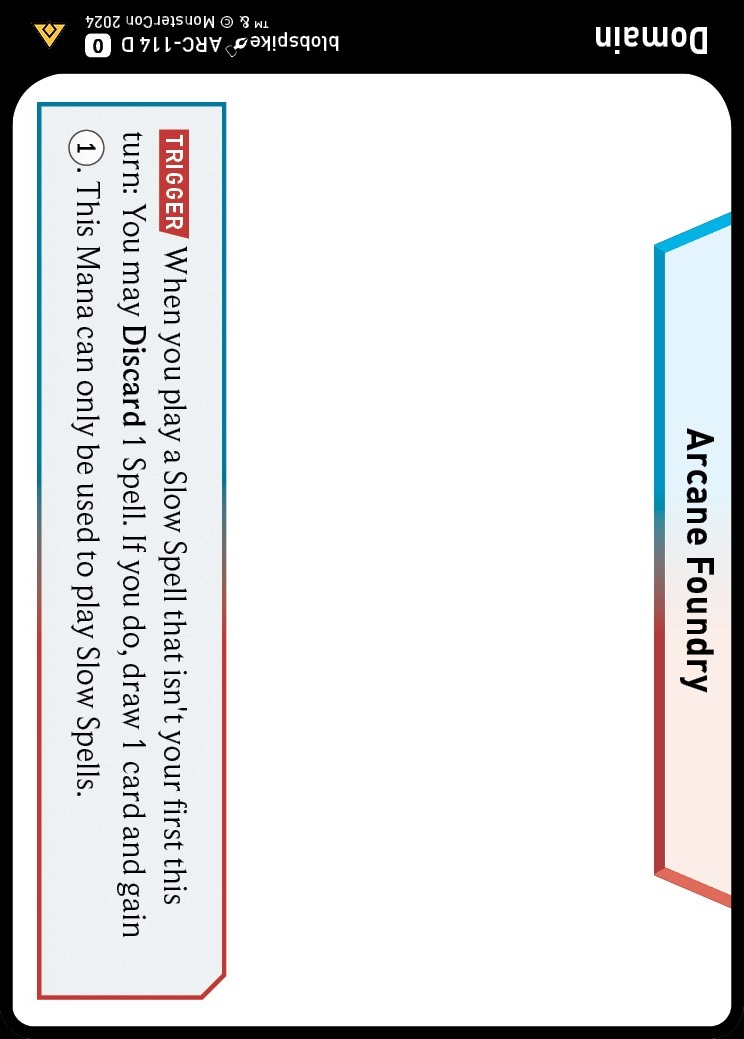 Arcane Foundry
TRIGGER When you play a Slow Spell that isn't your first this
turn: You may Discard 1 Spell. If you do, draw 1 card and gain
1. This Mana can only be used to play Slow Spells.
Domain
blobspike ARC-114 D 0
™ & © MonsterCon 2024